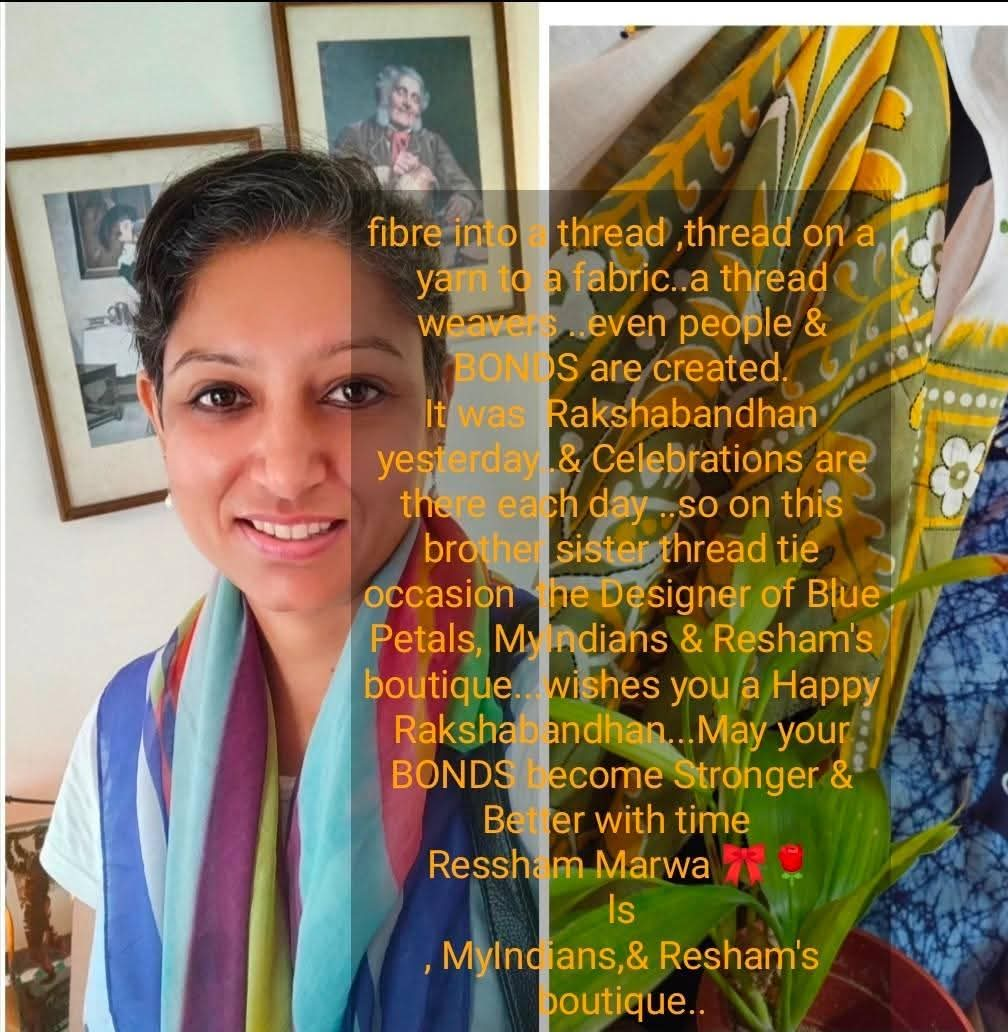 fibre into a thread ,thread on a
yarn to a fabric..a thread
weavers ..even people &
BONDS are created.
It was  Rakshabandhan
yesterday..& Celebrations are
there each day ..so on this
brother sister thread tie
occasion  the Designer of Blue
Petals, MyIndians & Resham's
boutique...wishes you a Happy
Rakshabandhan...May your
BONDS become Stronger &
Better with time
Ressham Marwa 🎀🌹
Is
, MyIndians,& Resham's
boutique..